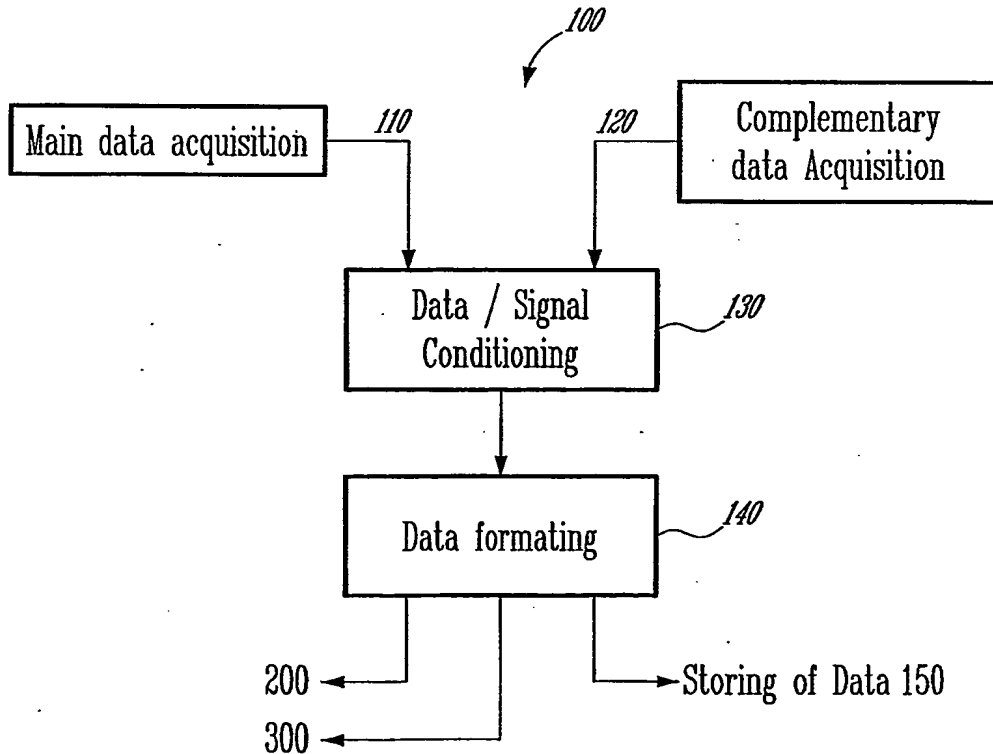 100
Main data acquisition
110
120
Complementary
data Acquisition
Data / Signal
Conditioning
130
Data formating
140
200
Storing of Data 150
300